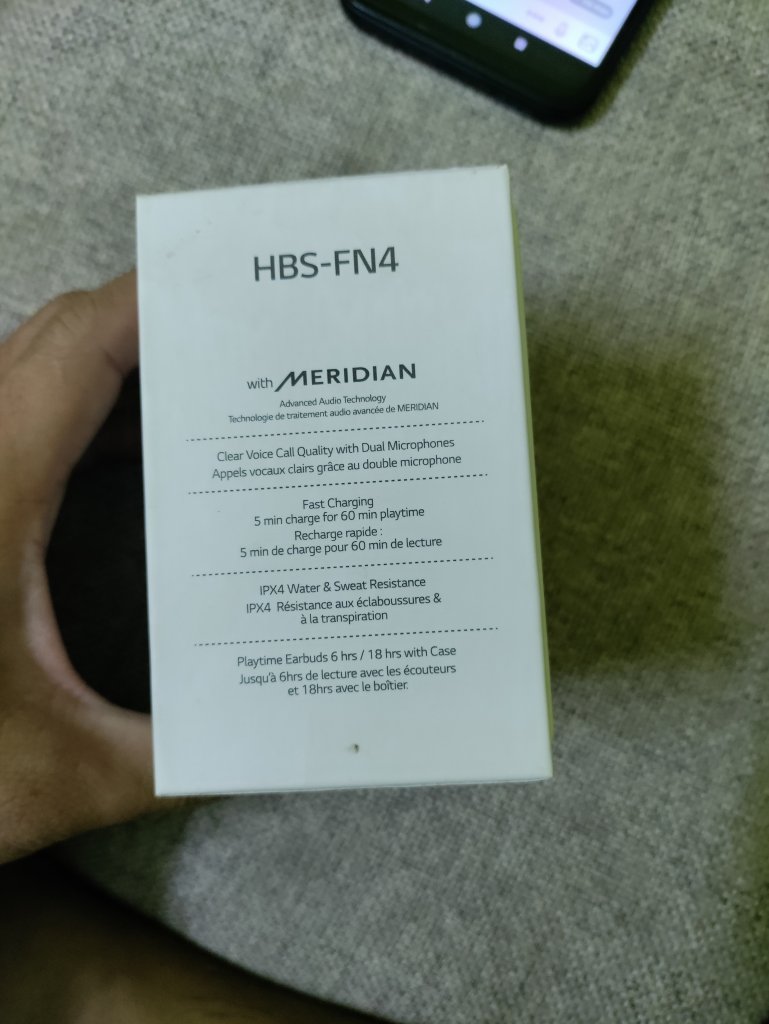 HBS-FN4
with MERIDIAN
Advanced Audio Technology
Technologie de traitement audio avancée de MERIDIAN
Clear Voice Call Quality with Dual Microphones
Appels vocaux clairs grâce au double microphone
Fast Charging
5 min charge for 60 min playtime
Recharge rapide :
5 min de charge pour 60 min de lecture
IPX4 Water & Sweat Resistance
IPX4 Résistance aux éclaboussures &
à la transpiration
Playtime Earbuds 6 hrs / 18 hrs with Case
Jusqu'à 6hrs de lecture avec les écouteurs
et 18hrs avec le boîtier.